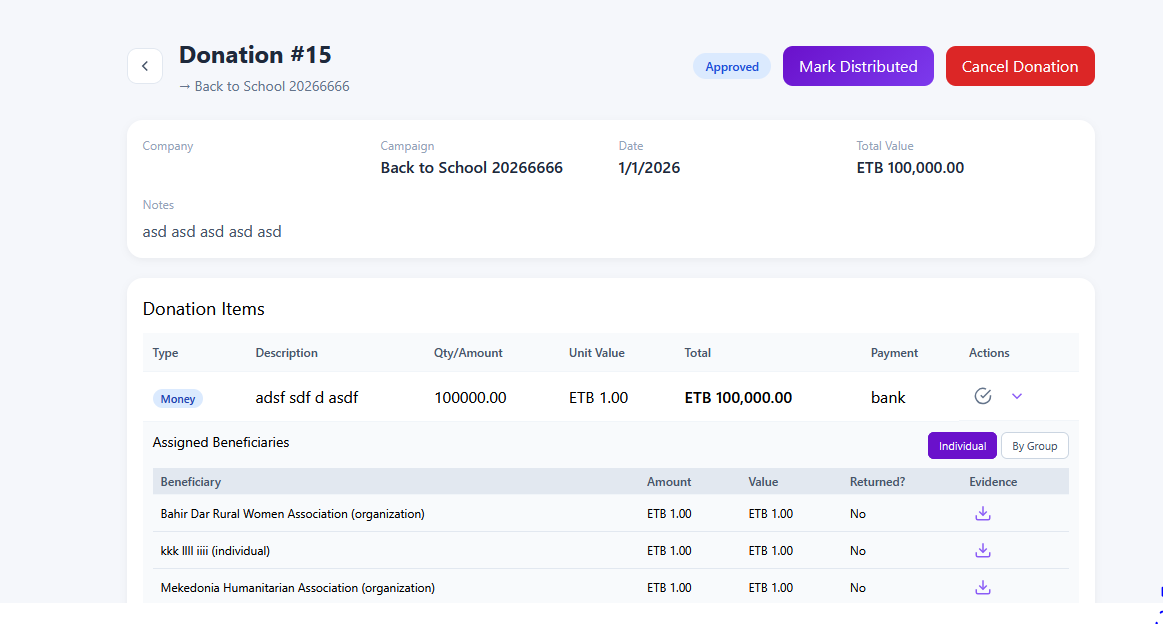 Donation #15
→ Back to School 20266666
Approved
Mark Distributed
Cancel Donation
Company Campaign Date Total Value
Back to School 20266666 1/1/2026 ETB 100,000.00
Notes
asd asd asd asd asd
Donation Items
Type Description Qty/Amount Unit Value Total Payment Actions
Money adsf sdf d asdf 100000.00 ETB 1.00 ETB 100,000.00 bank
Assigned Beneficiaries Individual By Group
Beneficiary Amount Value Returned? Evidence
Bahir Dar Rural Women Association (organization) ETB 1.00 ETB 1.00 No
kkk llll iiii (individual) ETB 1.00 ETB 1.00 No
Mekedonia Humanitarian Association (organization) ETB 1.00 ETB 1.00 No